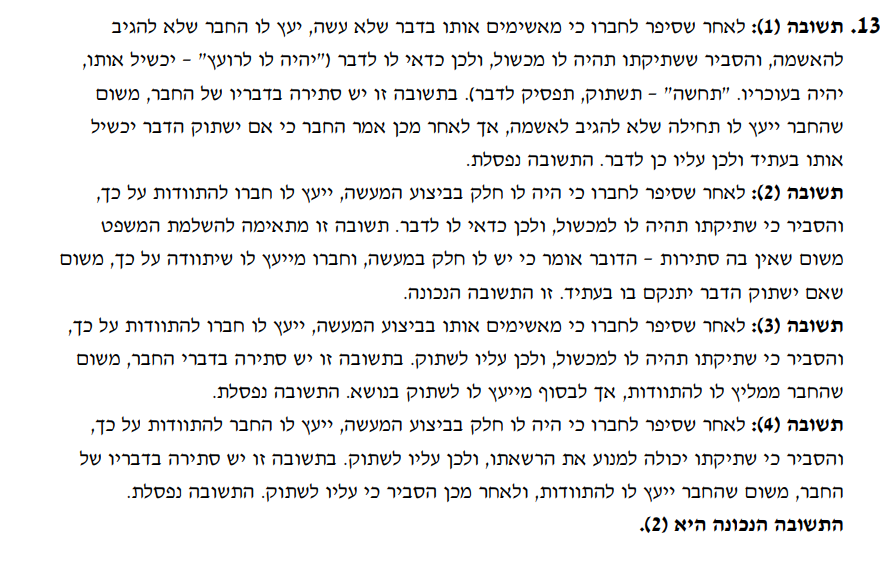 13. תשובה (1): לאחר שסיפר לחברו כי מאשימים אותו בדבר שלא עשה, יעץ לו החבר שלא להגיב
להאשמה, והסביר ששתיקתו תהיה לו מכשול, ולכן כדאי לו לדבר ("יהיה לו לרועץ" – יכשיל אותו,
יהיה בעוכריו. "תחשה" – תשתוק, תפסיק לדבר). בתשובה זו יש סתירה בדבריו של החבר, משום
שהחבר ייעץ לו תחילה שלא להגיב לאשמה, אך לאחר מכן אמר החבר כי אם ישתוק הדבר יכשיל
אותו בעתיד ולכן עליו כן לדבר. התשובה נפסלת.
תשובה (2): לאחר שסיפר לחברו כי היה לו חלק בביצוע המעשה, ייעץ לו חברו להתוודות על כך,
והסביר כי שתיקתו תהיה לו למכשול, ולכן כדאי לו לדבר. תשובה זו מתאימה להשלמת המשפט
משום שאין בה סתירות – הדובר אומר כי יש לו חלק במעשה, וחברו מייעץ לו שיתוודה על כך, משום
שאם ישתוק הדבר יתנקם בו בעתיד. זו התשובה הנכונה.
תשובה (3): לאחר שסיפר לחברו כי מאשימים אותו בביצוע המעשה, ייעץ לו חברו להתוודות על כך,
והסביר כי שתיקתו תהיה לו למכשול, ולכן עליו לשתוק. בתשובה זו יש סתירה בדברי החבר, משום
שהחבר ממליץ לו להתוודות, אך לבסוף מייעץ לו לשתוק בנושא. התשובה נפסלת.
תשובה (4): לאחר שסיפר לחברו כי היה לו חלק בביצוע המעשה, ייעץ לו החבר להתוודות על כך,
והסביר כי שתיקתו יכולה למנוע את הרשאתו, ולכן עליו לשתוק. בתשובה זו יש סתירה בדבריו של
החבר, משום שהחבר ייעץ לו להתוודות, ולאחר מכן הסביר כי עליו לשתוק. התשובה נפסלת.
התשובה הנכונה היא (2).